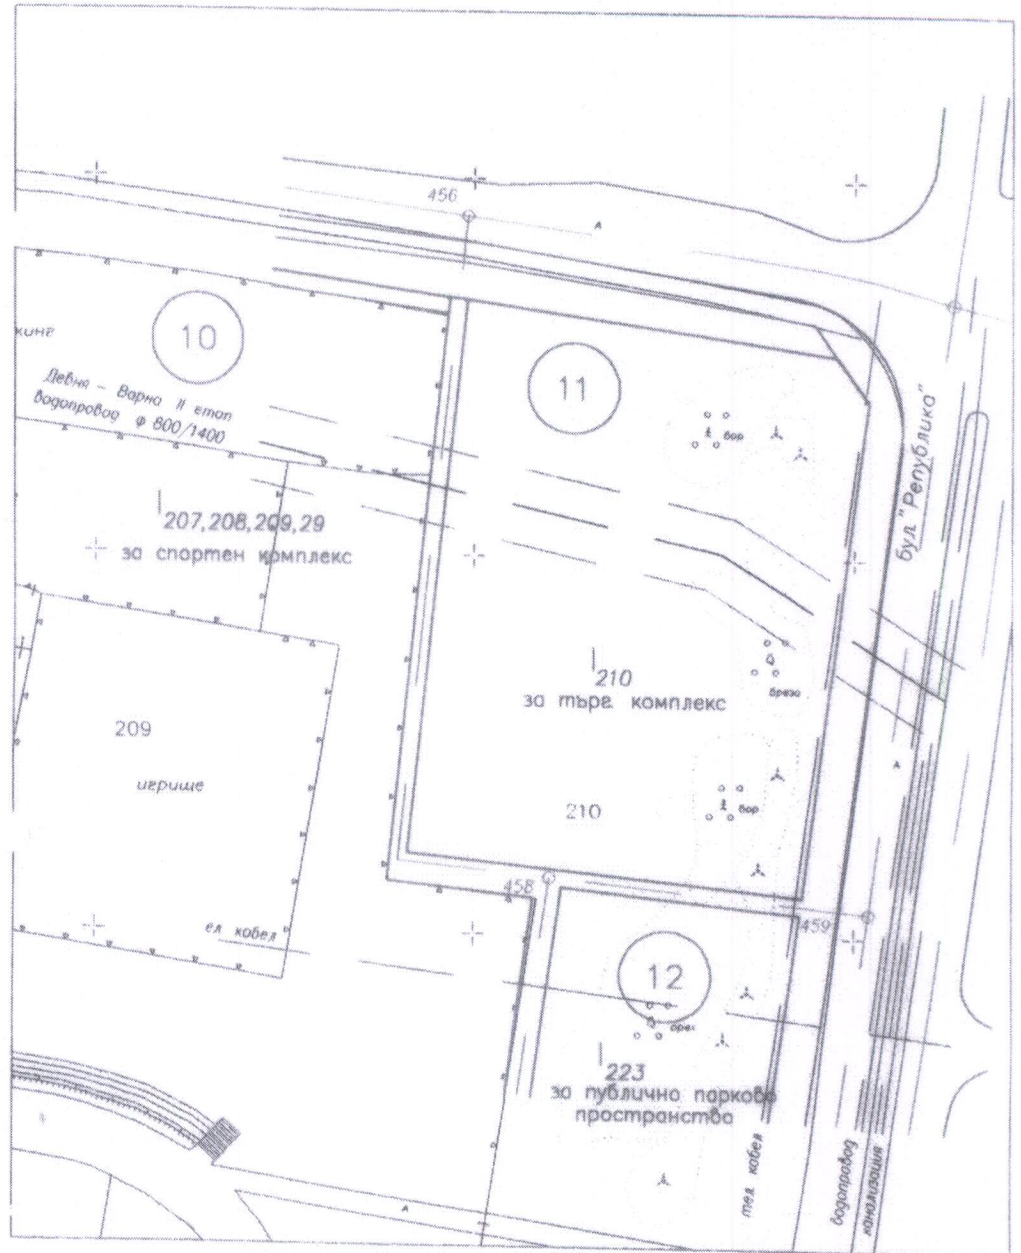 456
А
10
11
кинг
Девня – Варна II етап
водопровод ф 800/1400
бор
бул. "Република"
I
207,208,209,29
за спортен комплекс
I
210
за търг. комплекс
бреза
209
игрище
А
210
бор
458
459
ел. кабел
12
орех
I
223
за публично парково
пространства
тел. кабел
водопровод
канализация
А